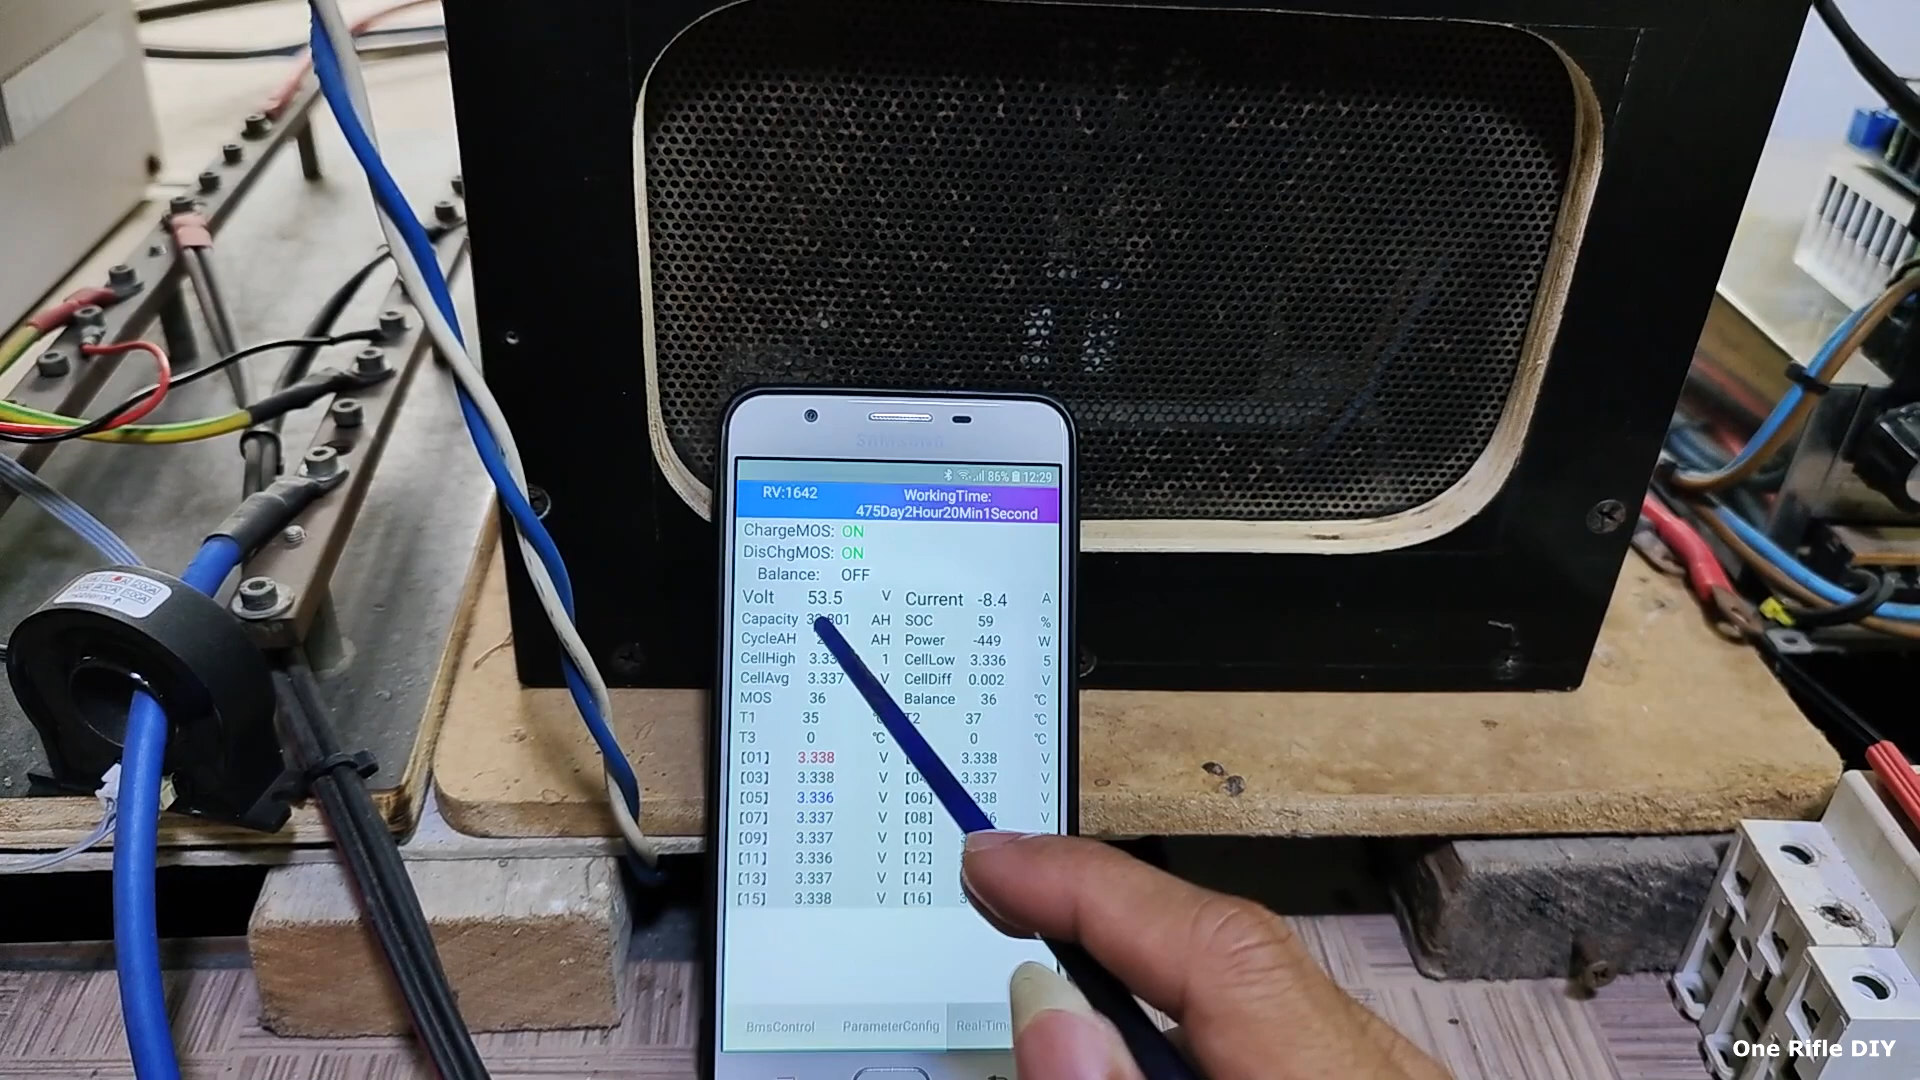 SAMSUNG
86% 12:29
RV:1642
WorkingTime:
475Day2Hour20Min1Second
ChargeMOS: ON
DisChgMOS: ON
Balance: OFF
Volt 53.5 V Current -8.4 A
Capacity AH SOC 59 %
CycleAH AH Power -449 W
CellHigh 1 CellLow 3.336 5
CellAvg 3.337 V CellDiff 0.002 V
MOS 36 Balance 36 ℃
T1 35 T2 37 ℃
T3 0 ℃ 0 ℃
【01】 3.338 V 3.338 V
【03】 3.338 V 3.337 V
【05】 3.336 V 【06】 V
【07】 3.337 V 【08】 V
【09】 3.337 V 【10】
【11】 3.336 V 【12】
【13】 3.337 V 【14】
【15】 3.338 V 【16】
BmsControl ParameterConfig
One Rifle DIY